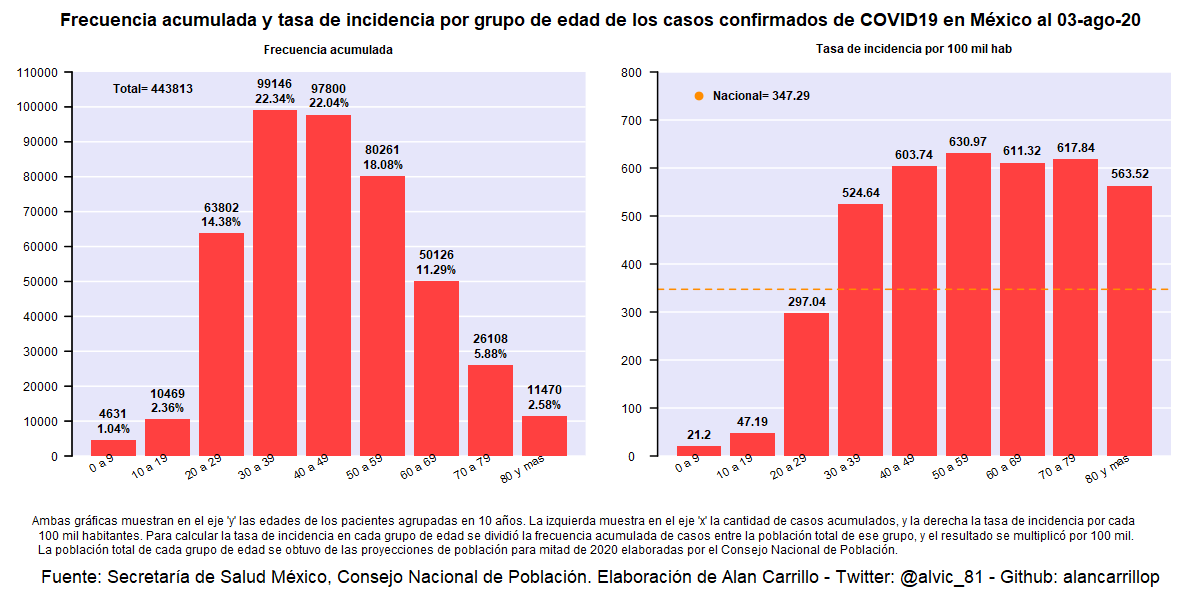 Frecuencia acumulada y tasa de incidencia por grupo de edad de los casos confirmados de COVID19 en México al 03-ago-20
Frecuencia acumulada
110000
100000
90000
80000
70000
60000
50000
40000
30000
20000
10000
0
Total= 443813
4631
1.04%
10469
2.36%
63802
14.38%
99146
22.34%
97800
22.04%
80261
18.08%
50126
11.29%
26108
5.88%
11470
2.58%
0 a 9
10 a 19
20 a 29
30 a 39
40 a 49
50 a 59
60 a 69
70 a 79
80 y mas
Tasa de incidencia por 100 mil hab
800
700
600
500
400
300
200
100
0
Nacional= 347.29
21.2
47.19
297.04
524.64
603.74
630.97
611.32
617.84
563.52
0 a 9
10 a 19
20 a 29
30 a 39
40 a 49
50 a 59
60 a 69
70 a 79
80 y mas
Ambas gráficas muestran en el eje 'y' las edades de los pacientes agrupadas en 10 años. La izquierda muestra en el eje 'x' la cantidad de casos acumulados, y la derecha la tasa de incidencia por cada
100 mil habitantes. Para calcular la tasa de incidencia en cada grupo de edad se dividió la frecuencia acumulada de casos entre la población total de ese grupo, y el resultado se multiplicó por 100 mil.
La población total de cada grupo de edad se obtuvo de las proyecciones de población para mitad de 2020 elaboradas por el Consejo Nacional de Población.
Fuente: Secretaría de Salud México, Consejo Nacional de Población. Elaboración de Alan Carrillo - Twitter: @alvic_81 - Github: alancarrillop